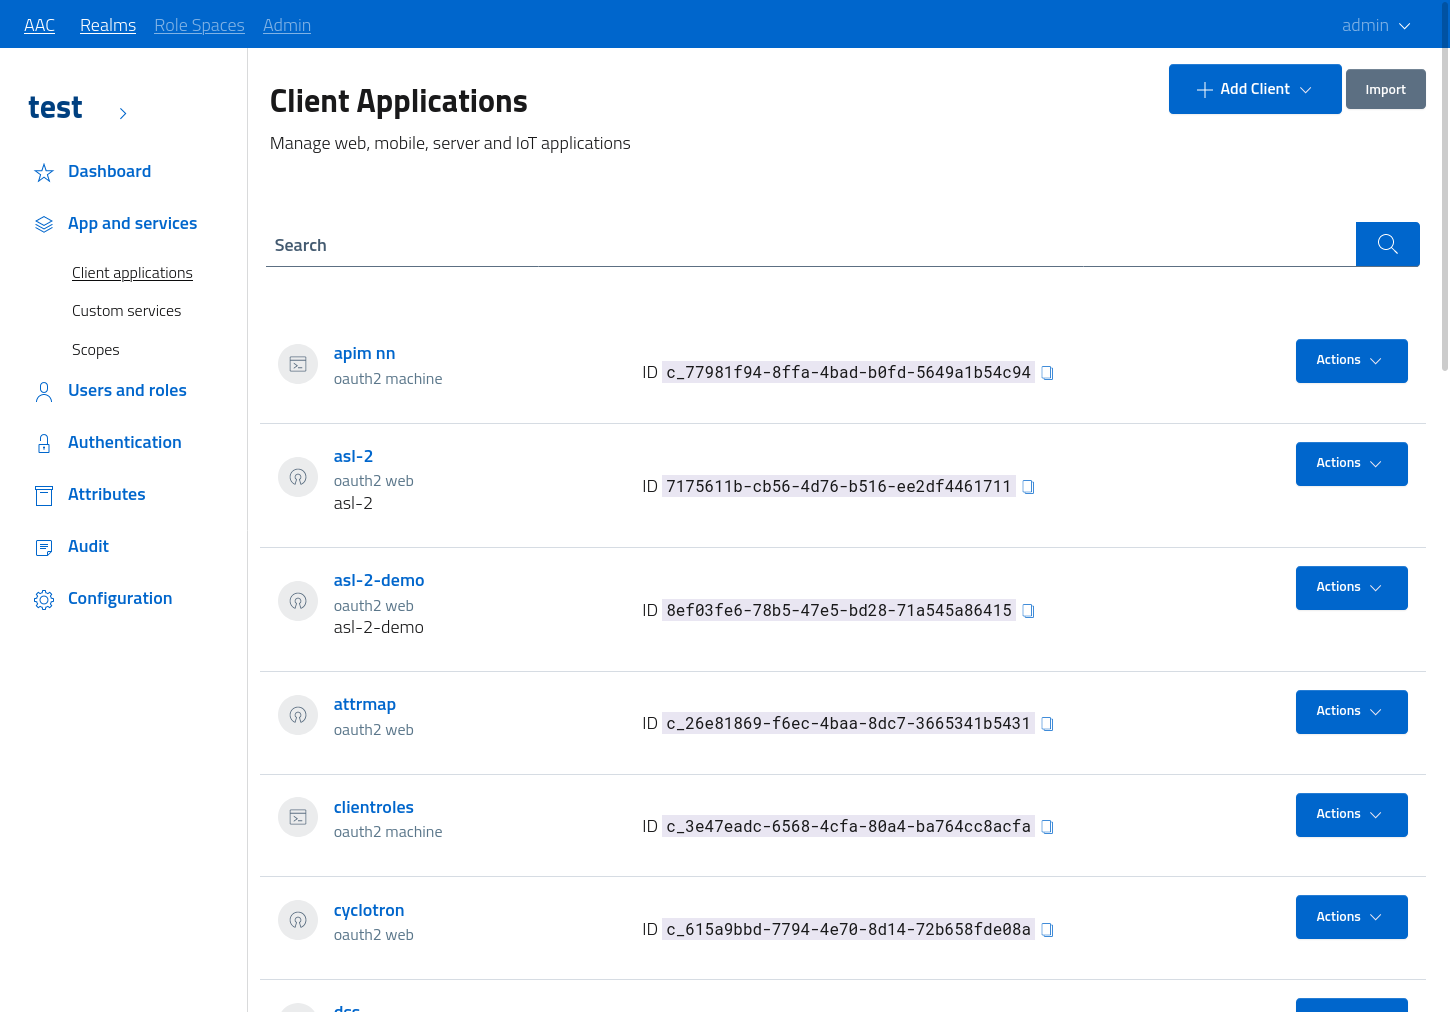 AAC Realms Role Spaces Admin admin
test
Dashboard
App and services
Client applications
Custom services
Scopes
Users and roles
Authentication
Attributes
Audit
Configuration
Client Applications
Manage web, mobile, server and IoT applications
Add Client
Import
Search
apim nn
oauth2 machine
ID c_77981f94-8ffa-4bad-b0fd-5649a1b54c94
Actions
asl-2
oauth2 web
asl-2
ID 7175611b-cb56-4d76-b516-ee2df4461711
Actions
asl-2-demo
oauth2 web
asl-2-demo
ID 8ef03fe6-78b5-47e5-bd28-71a545a86415
Actions
attrmap
oauth2 web
ID c_26e81869-f6ec-4baa-8dc7-3665341b5431
Actions
clientroles
oauth2 machine
ID c_3e47eadc-6568-4cfa-80a4-ba764cc8acfa
Actions
cyclotron
oauth2 web
ID c_615a9bbd-7794-4e70-8d14-72b658fde08a
Actions